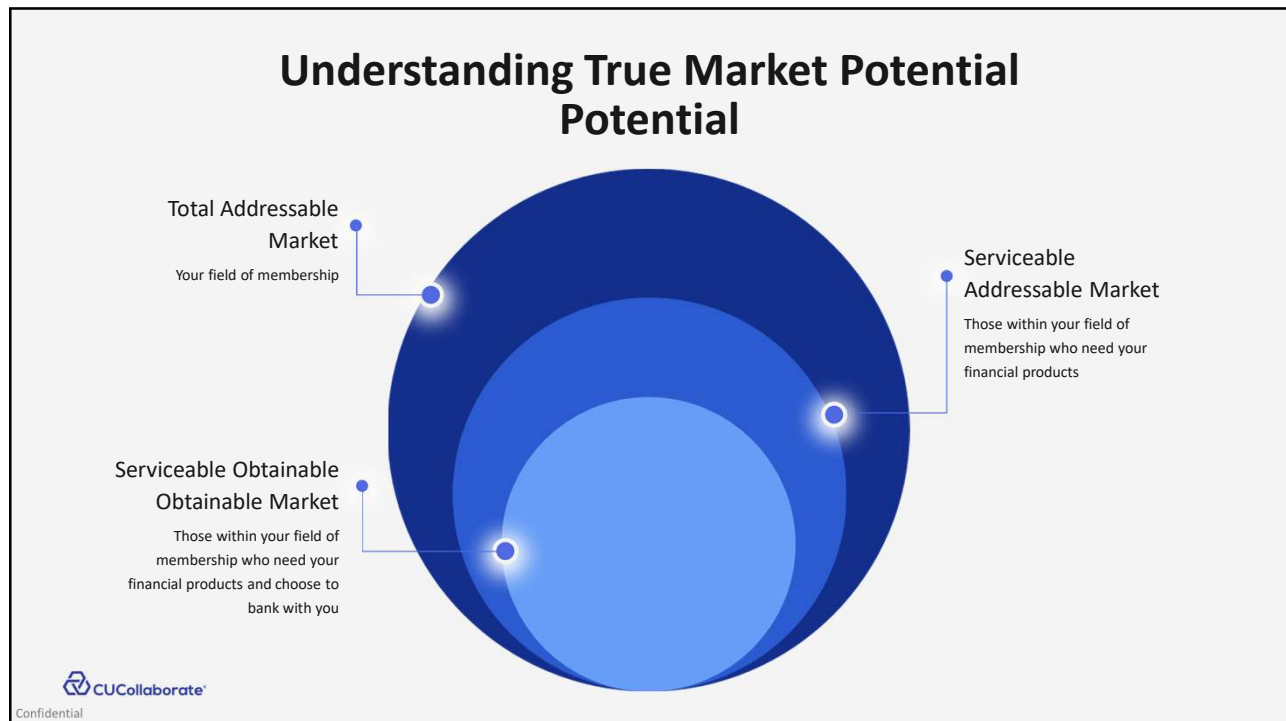 Understanding True Market Potential
Potential
Total Addressable
Market
Your field of membership
Serviceable
Addressable Market
Those within your field of
membership who need your
financial products
Serviceable Obtainable
Obtainable Market
Those within your field of
membership who need your
financial products and choose to
bank with you
CUCollaborate
Confidential